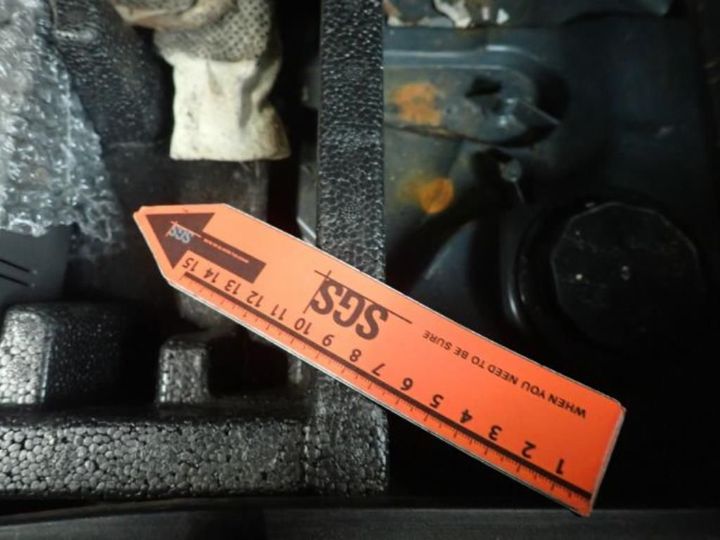 SGS
SGS
WHEN YOU NEED TO BE SURE
1 2 3 4 5 6 7 8 9 10 11 12 13 14 15